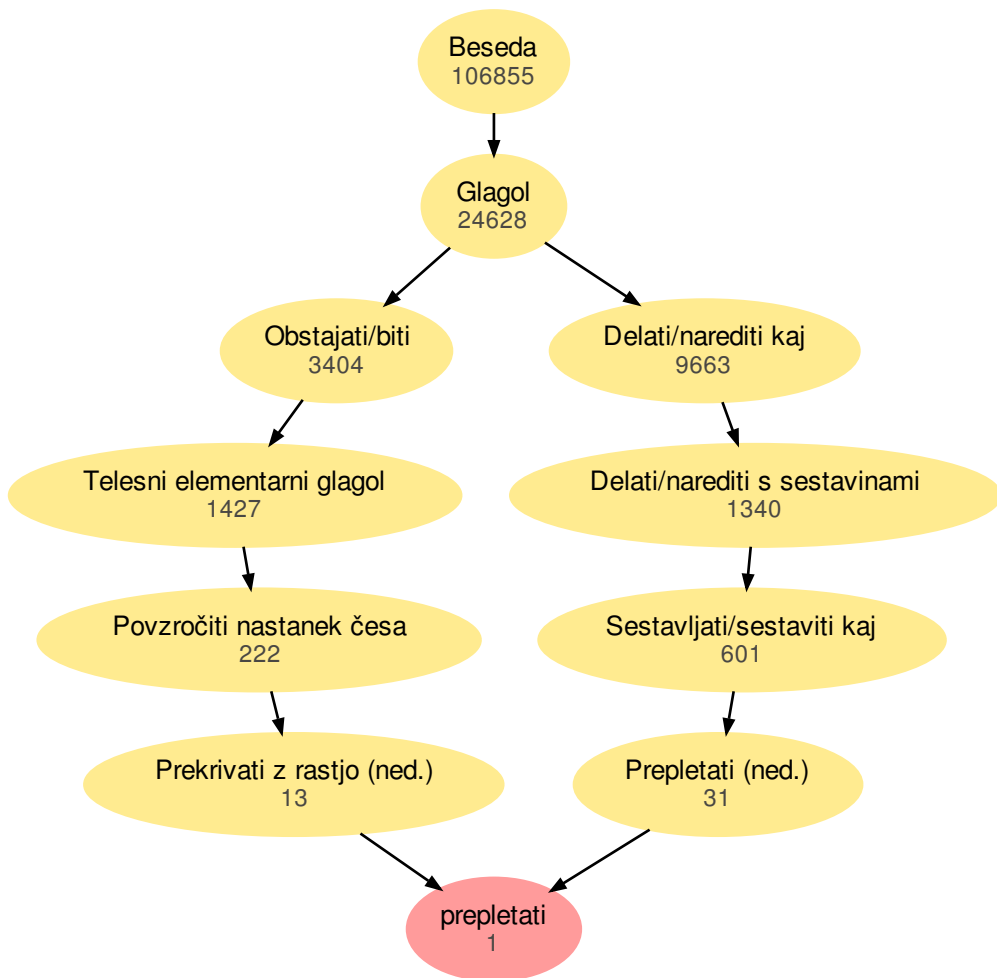 Beseda
106855
Glagol
24628
Obstajati/biti
3404
Delati/narediti kaj
9663
Telesni elementarni glagol
1427
Delati/narediti s sestavinami
1340
Povzročiti nastanek česa
222
Sestavljati/sestaviti kaj
601
Prekrivati z rastjo (ned.)
13
Prepletati (ned.)
31
prepletati
1